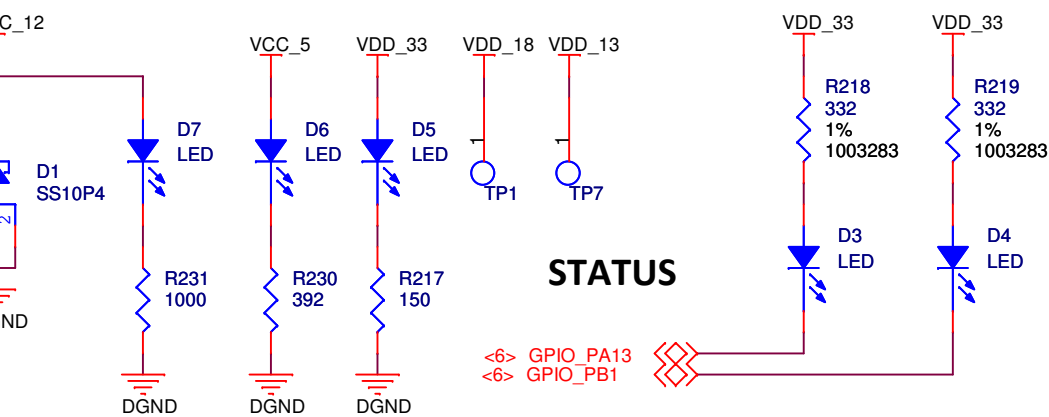 C_12
VCC_5
VDD_33
VDD_18
VDD_13
VDD_33
VDD_33
D1
SS10P4
2
ND
D7
LED
D6
LED
D5
LED
1
TP1
1
TP7
R231
1000
R230
392
R217
150
DGND
DGND
DGND
R218
332
1%
1003283
R219
332
1%
1003283
D3
LED
D4
LED
STATUS
<6> GPIO_PA13
<6> GPIO_PB1